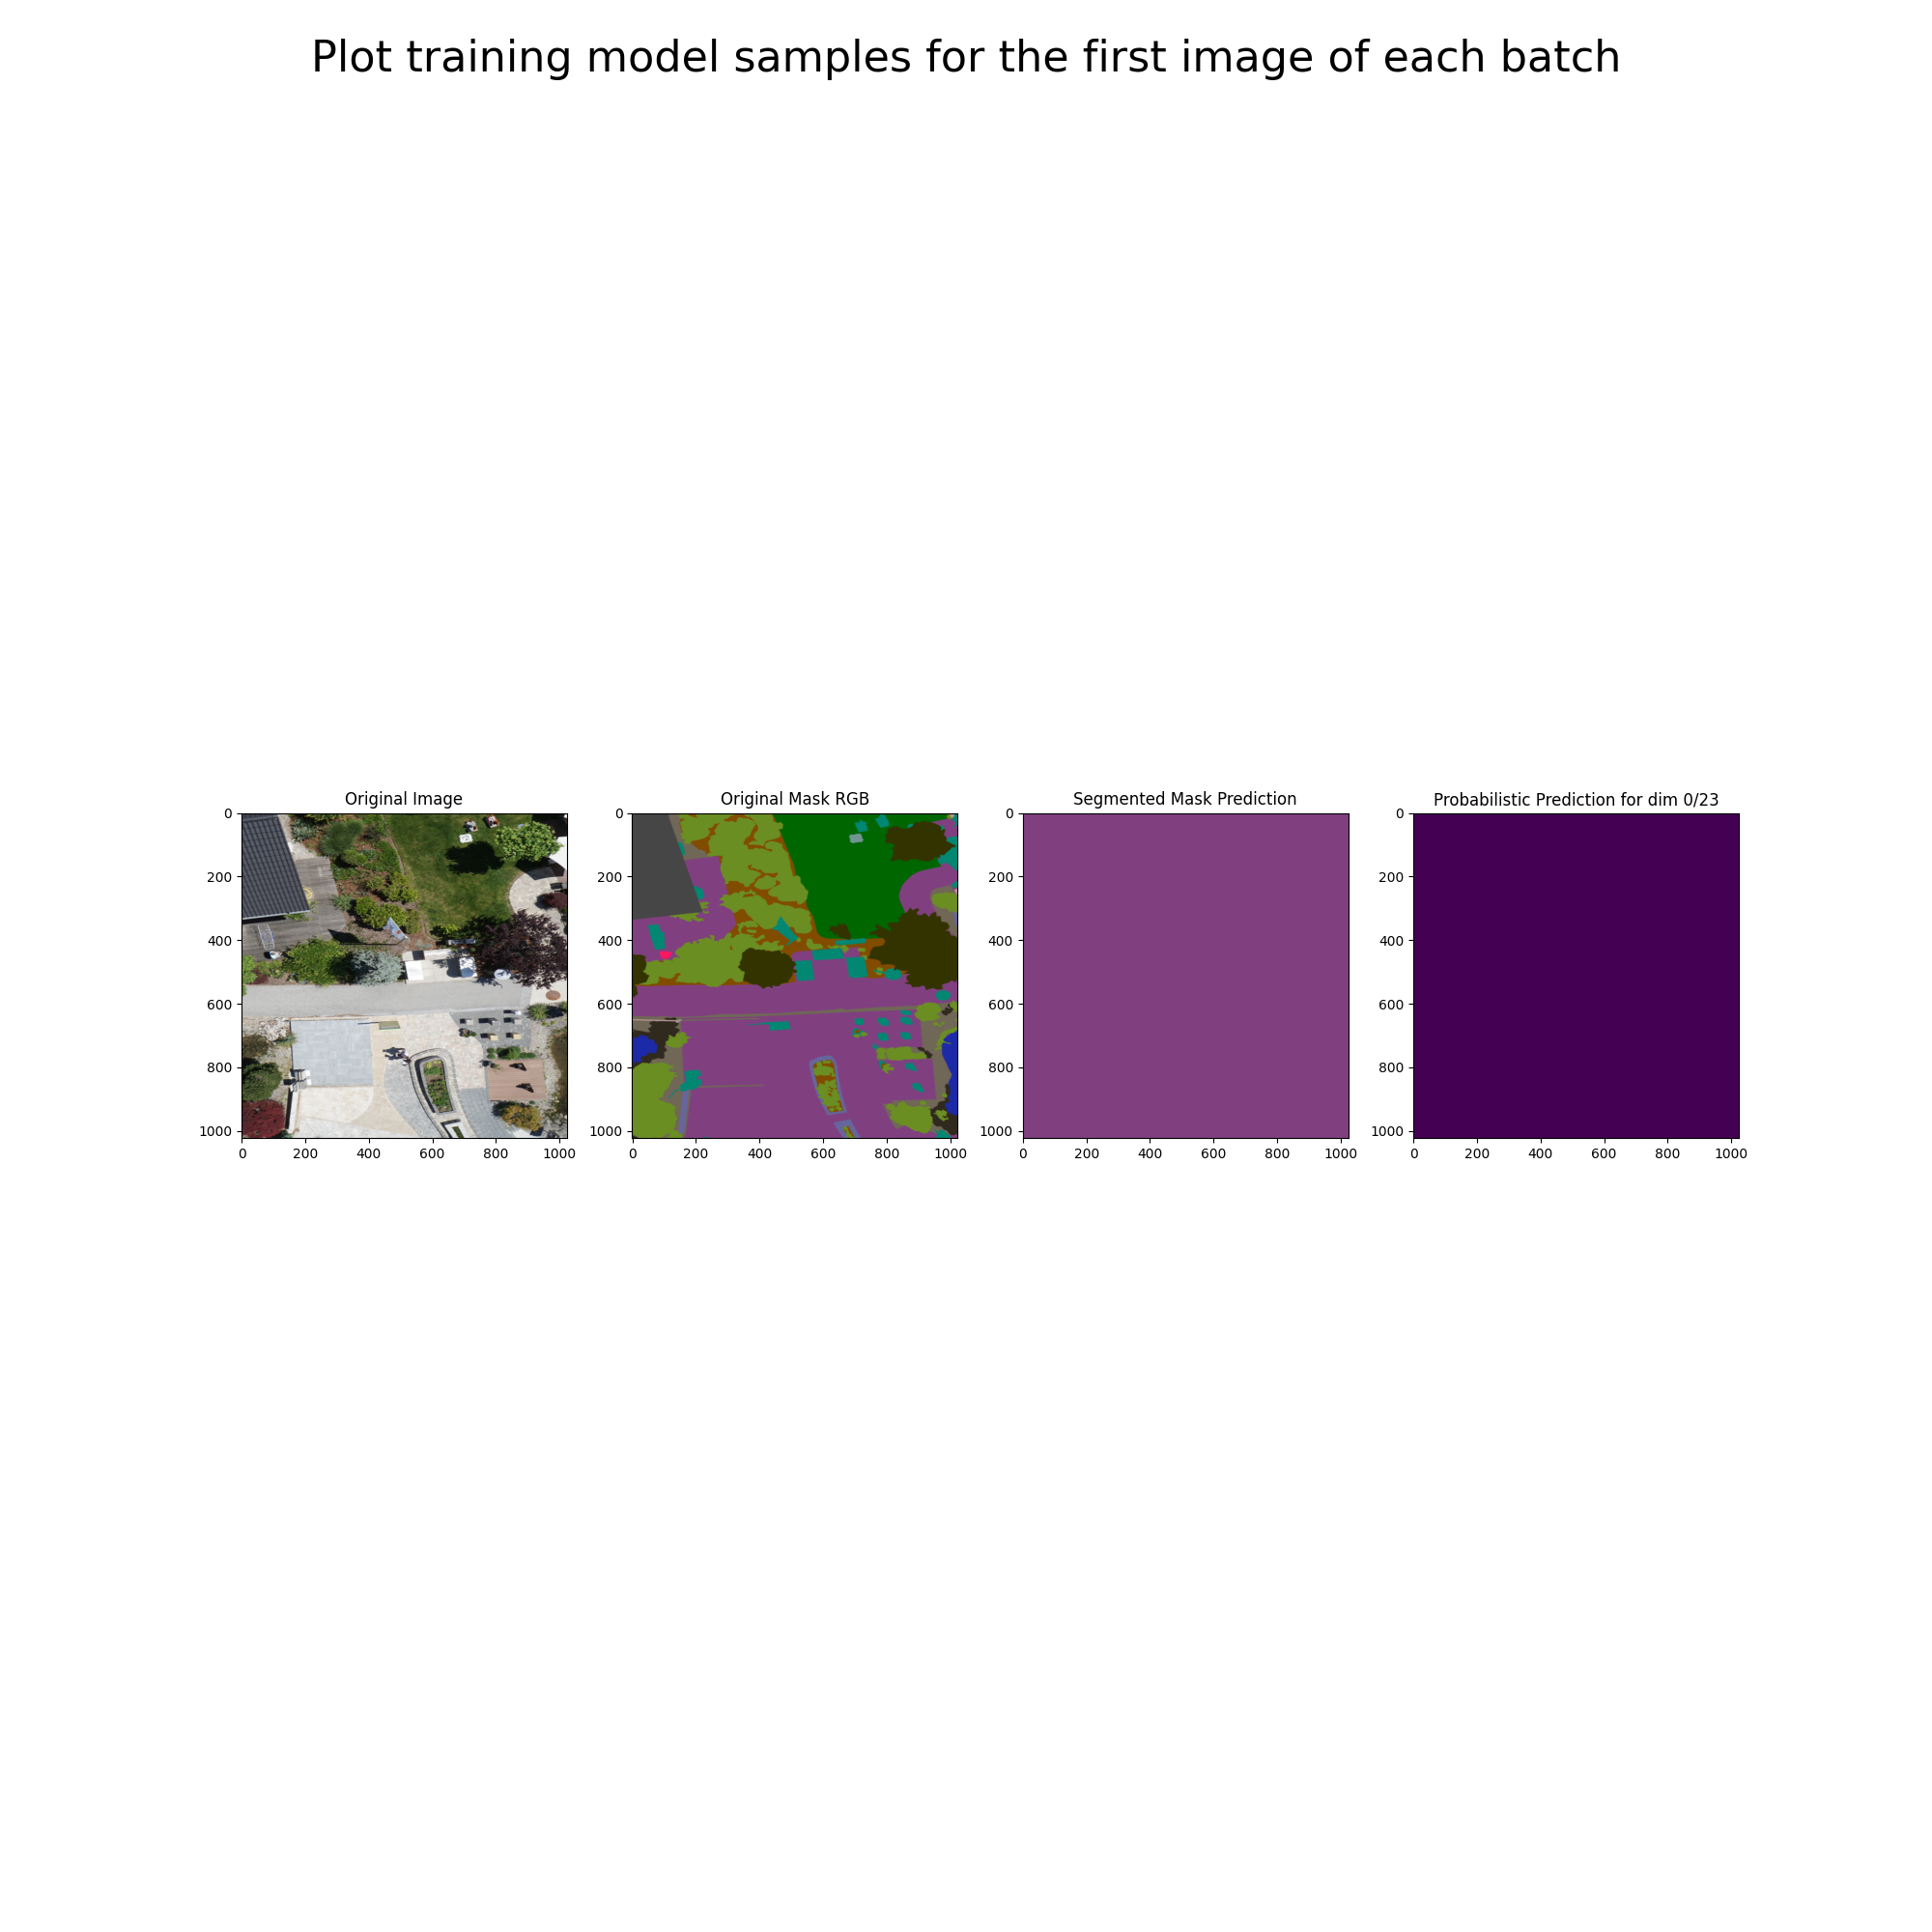 Plot training model samples for the first image of each batch
Original Image
Original Mask RGB
Segmented Mask Prediction
Probabilistic Prediction for dim 0/23
0
200
400
600
800
1000
0 200 400 600 800 1000
0
200
400
600
800
1000
0 200 400 600 800 1000
0
200
400
600
800
1000
0 200 400 600 800 1000
0
200
400
600
800
1000
0 200 400 600 800 1000